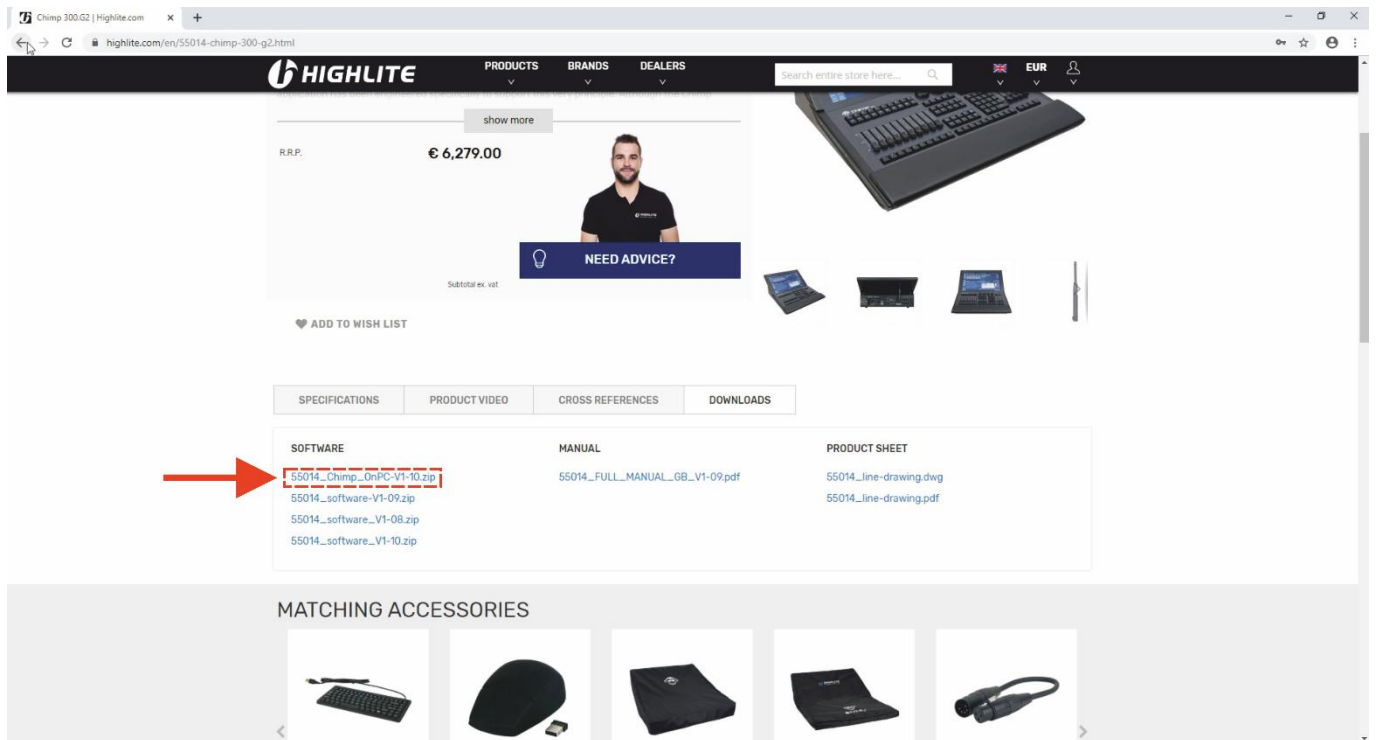 Chimp 300.G2 | Highlite.com
highlite.com/en/55014-chimp-300-g2.html
HIGHLITE
PRODUCTS BRANDS DEALERS
Search entire store here...
EUR
show more
R.R.P. € 6,279.00
HIGHLITE
NEED ADVICE?
Subtotal ex. vat
ADD TO WISH LIST
SPECIFICATIONS PRODUCT VIDEO CROSS REFERENCES DOWNLOADS
SOFTWARE MANUAL PRODUCT SHEET
55014_Chimp_OnPC-V1-10.zip 55014_FULL_MANUAL_GB_V1-09.pdf 55014_line-drawing.dwg
55014_software-V1-09.zip 55014_line-drawing.pdf
55014_software_V1-08.zip
55014_software_V1-10.zip
MATCHING ACCESSORIES